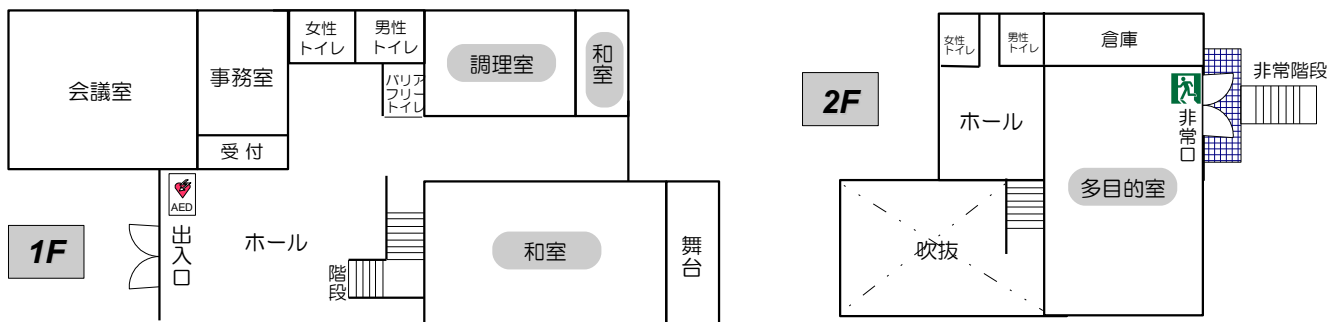 女性
トイレ
男性
トイレ
調理室
和室
会議室
事務室
バリア
フリー
トイレ
受付
AED
1F
出入口
ホール
階段
和室
舞台
女性
トイレ
男性
トイレ
倉庫
非常階段
2F
ホール
非常口
多目的室
吹抜